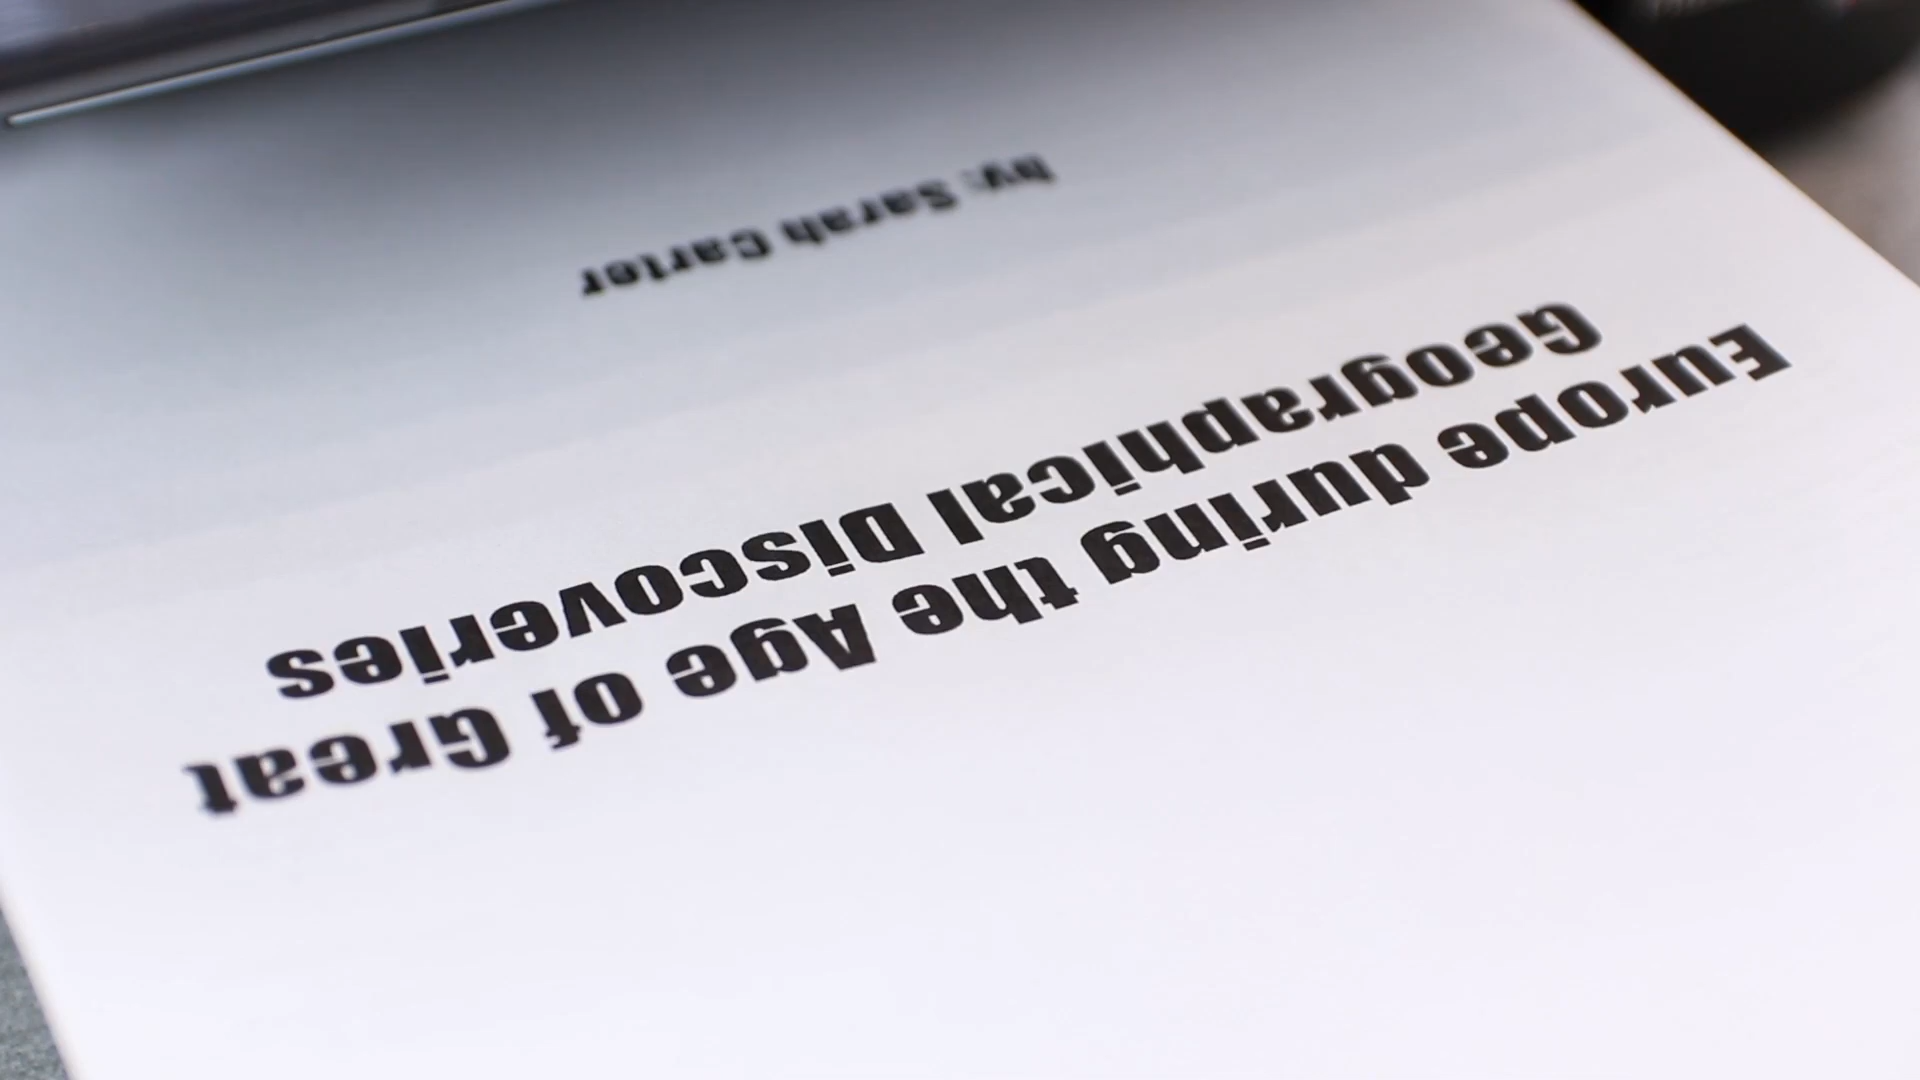 Europe during the Age of Great
Geographical Discoveries
by: Sarah Carter